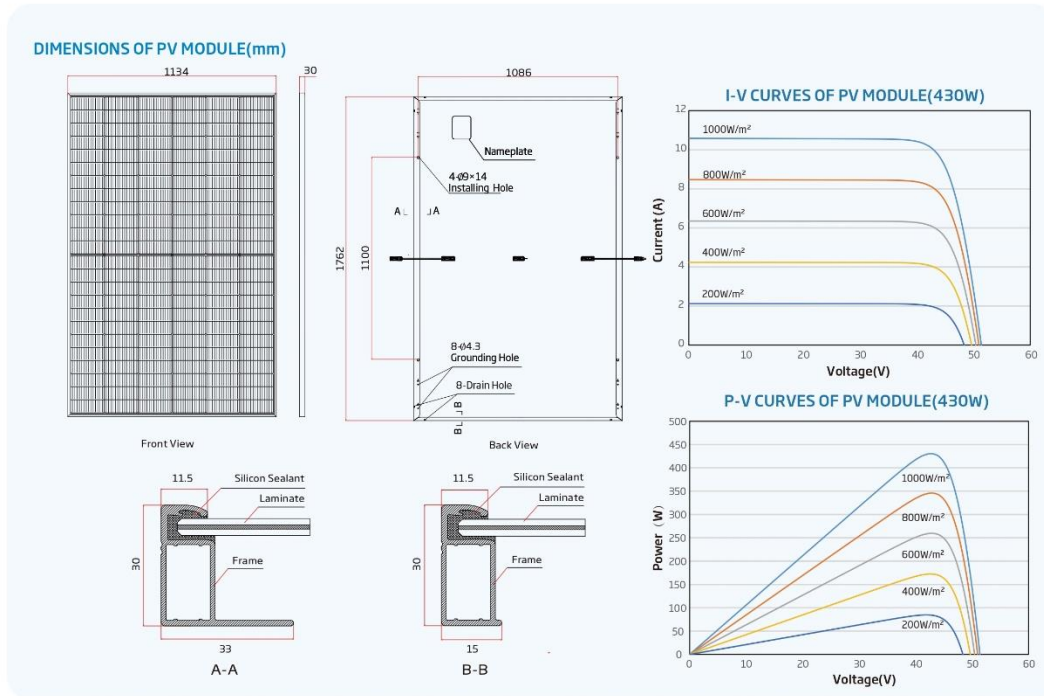 DIMENSIONS OF PV MODULE(mm)
1134
30
Front View
1086
Nameplate
4-Ø9×14
Installing Hole
A
A
1762
1100
8-Ø4.3
Grounding Hole
8-Drain Hole
B
B
Back View
11.5
Silicon Sealant
Laminate
30
Frame
33
A-A
11.5
Silicon Sealant
Laminate
30
Frame
15
B-B
I-V CURVES OF PV MODULE(430W)
12
10
8
6
4
2
0
Current (A)
1000W/m²
800W/m²
600W/m²
400W/m²
200W/m²
0 10 20 30 40 50 60
Voltage(V)
P-V CURVES OF PV MODULE(430W)
500
450
400
350
300
250
200
150
100
50
0
Power (W)
1000W/m²
800W/m²
600W/m²
400W/m²
200W/m²
0 10 20 30 40 50 60
Voltage(V)